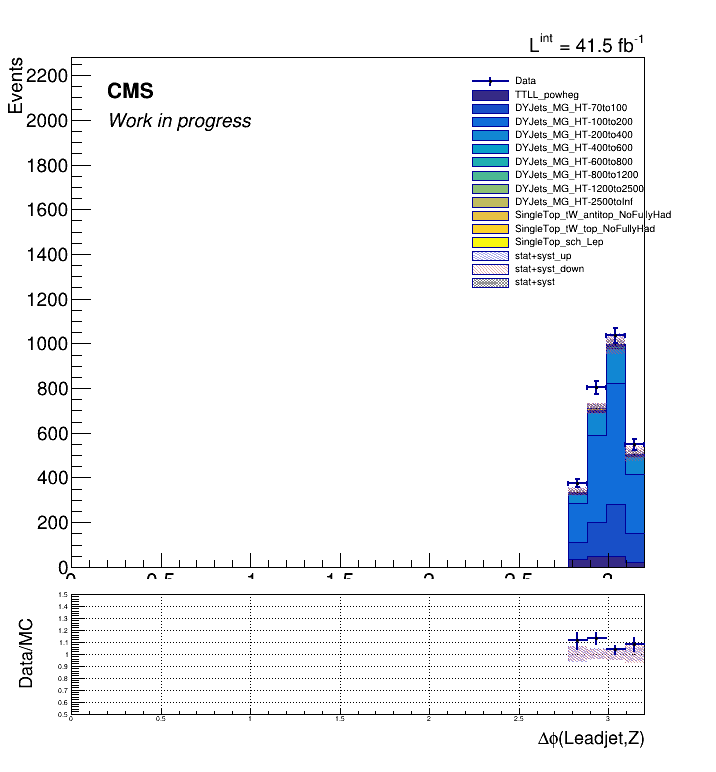 L^int = 41.5 fb^-1
Events
CMS
Work in progress
2200
2000
1800
1600
1400
1200
1000
800
600
400
200
0
Data
TTLL_powheg
DYJets_MG_HT-70to100
DYJets_MG_HT-100to200
DYJets_MG_HT-200to400
DYJets_MG_HT-400to600
DYJets_MG_HT-600to800
DYJets_MG_HT-800to1200
DYJets_MG_HT-1200to2500
DYJets_MG_HT-2500toInf
SingleTop_tW_antitop_NoFullyHad
SingleTop_tW_top_NoFullyHad
SingleTop_sch_Lep
stat+syst_up
stat+syst_down
stat+syst
0 0.5 1 1.5 2 2.5 3
Data/MC
1.5
1.4
1.3
1.2
1.1
1
0.9
0.8
0.7
0.6
0.5
0 0.5 1 1.5 2 2.5 3
Δϕ(Leadjet,Z)